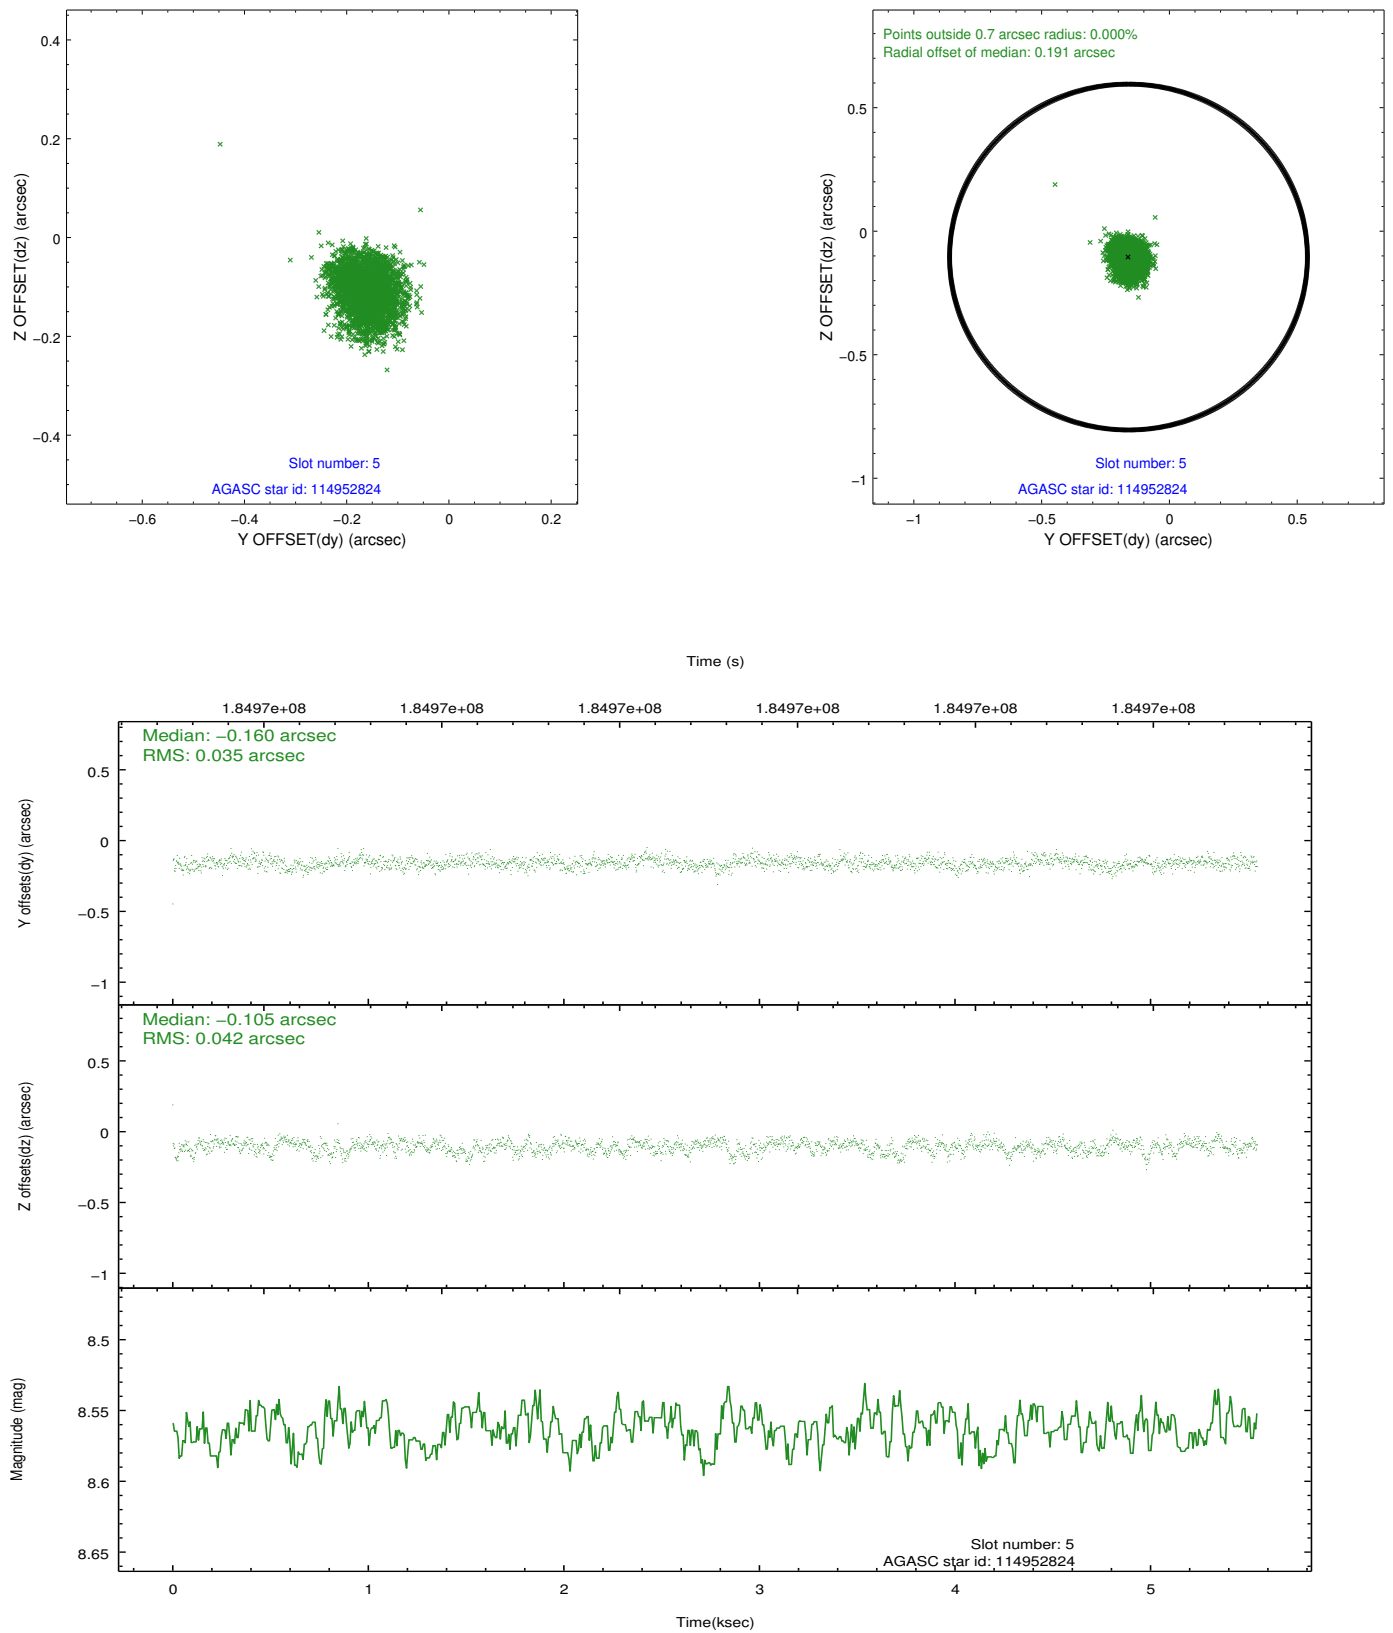 0.4
0.2
0
−0.2
−0.4
Z OFFSET(dz) (arcsec)
Slot number: 5
AGASC star id: 114952824
−0.6 −0.4 −0.2 0 0.2
Y OFFSET(dy) (arcsec)
Points outside 0.7 arcsec radius: 0.000%
Radial offset of median: 0.191 arcsec
0.5
0
−0.5
−1
Z OFFSET(dz) (arcsec)
Slot number: 5
AGASC star id: 114952824
−1 −0.5 0 0.5
Y OFFSET(dy) (arcsec)
Time (s)
1.8497e+08 1.8497e+08 1.8497e+08 1.8497e+08 1.8497e+08 1.8497e+08
Median: −0.160 arcsec
RMS: 0.035 arcsec
0.5
0
−0.5
−1
Y offsets(dy) (arcsec)
Median: −0.105 arcsec
RMS: 0.042 arcsec
0.5
0
−0.5
−1
Z offsets(dz) (arcsec)
8.5
8.55
8.6
8.65
Magnitude (mag)
Slot number: 5
AGASC star id: 114952824
0 1 2 3 4 5
Time(ksec)